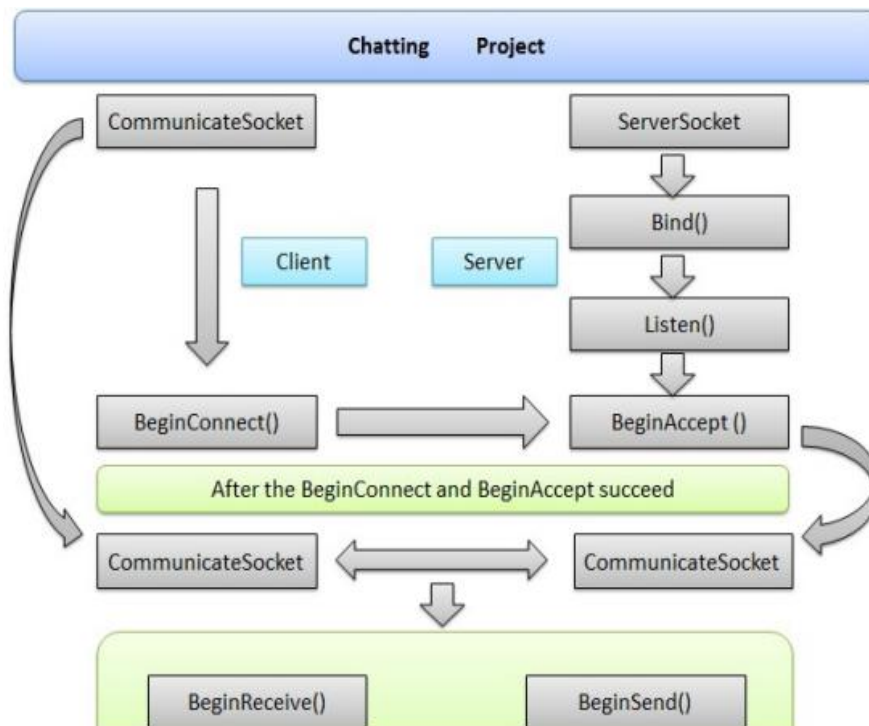 Chatting Project
CommunicateSocket
ServerSocket
Bind()
Client
Server
Listen()
BeginConnect()
BeginAccept ()
After the BeginConnect and BeginAccept succeed
CommunicateSocket
CommunicateSocket
BeginReceive()
BeginSend()